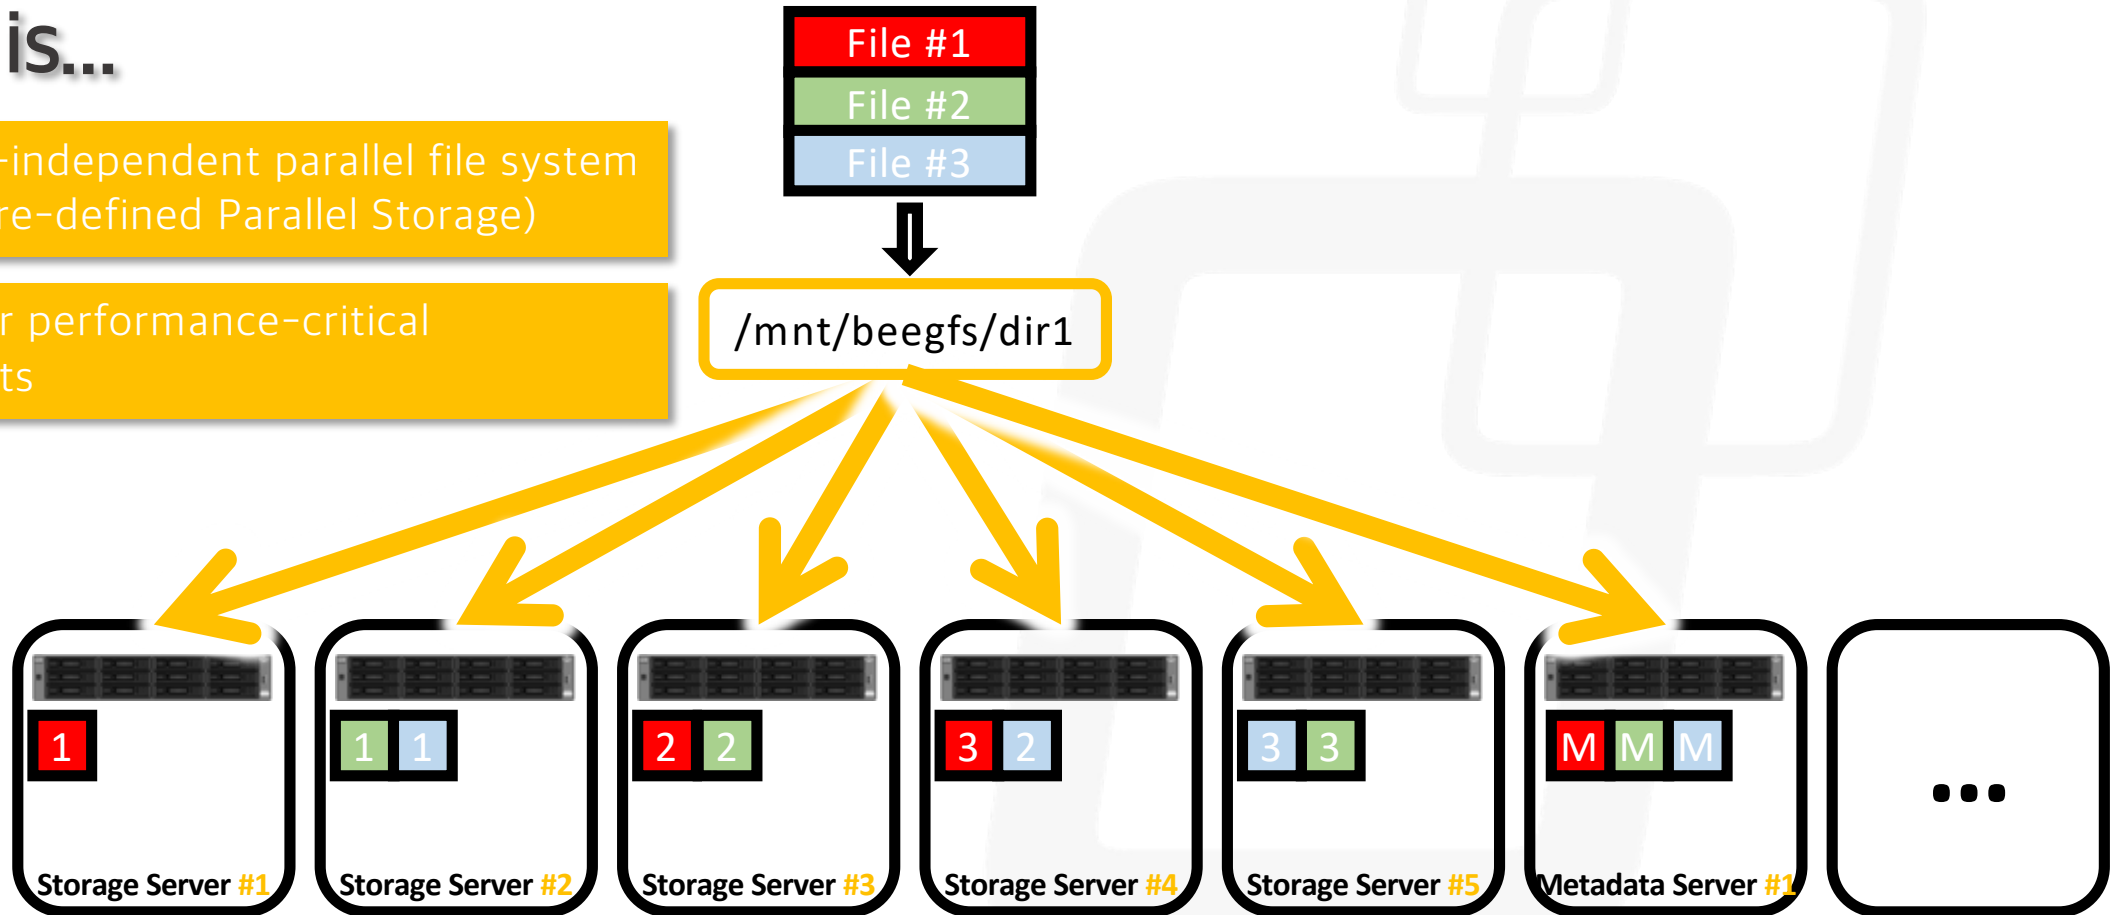 is...
-independent parallel file system
re-defined Parallel Storage)
r performance-critical
ts
File #1
File #2
File #3
/mnt/beegfs/dir1
1
1 1
2 2
3 2
3 3
M M M
...
Storage Server #1
Storage Server #2
Storage Server #3
Storage Server #4
Storage Server #5
Metadata Server #1